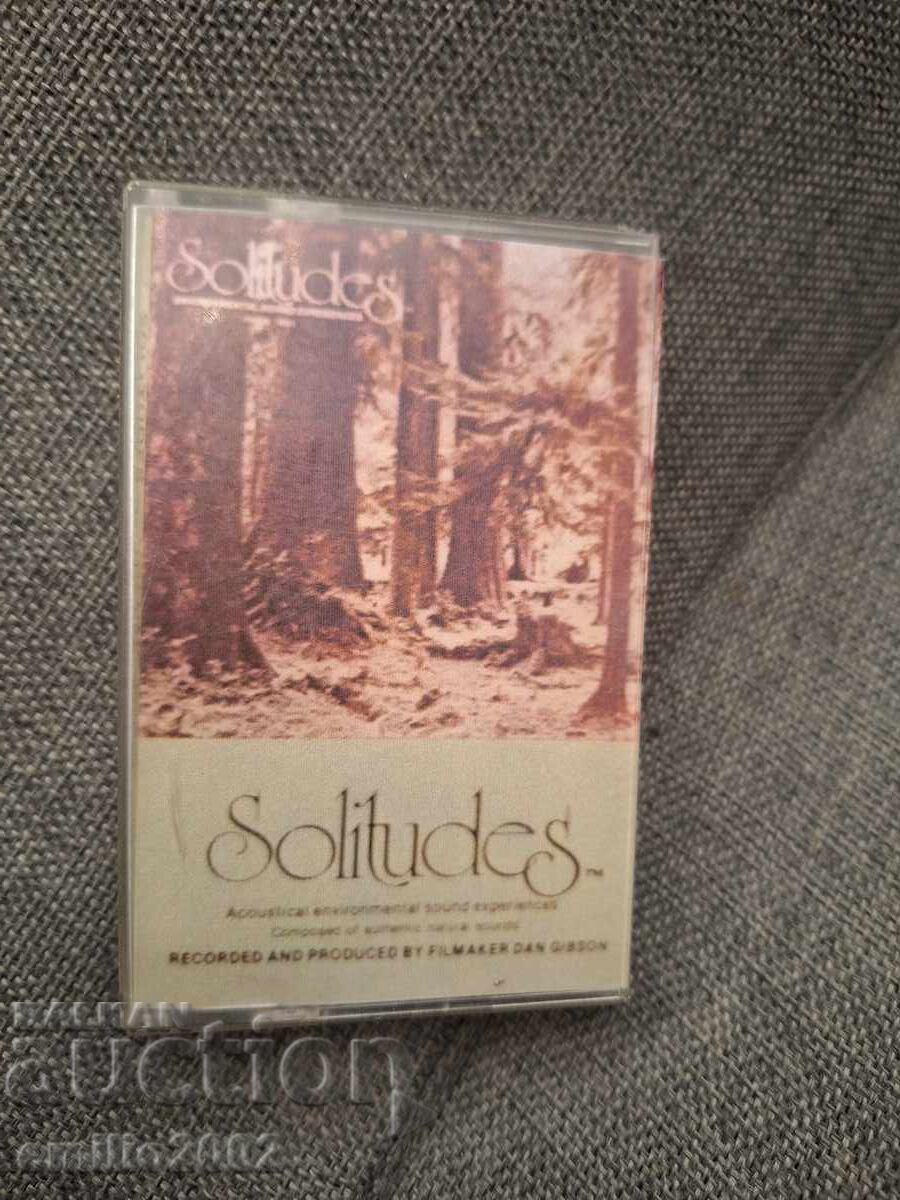 Solitudes
Solitudes™
Acoustical environmental sound experiences
Composed of authentic natural sounds
RECORDED AND PRODUCED BY FILMAKER DAN GIBSON
BALKAN
auction
emilio2002